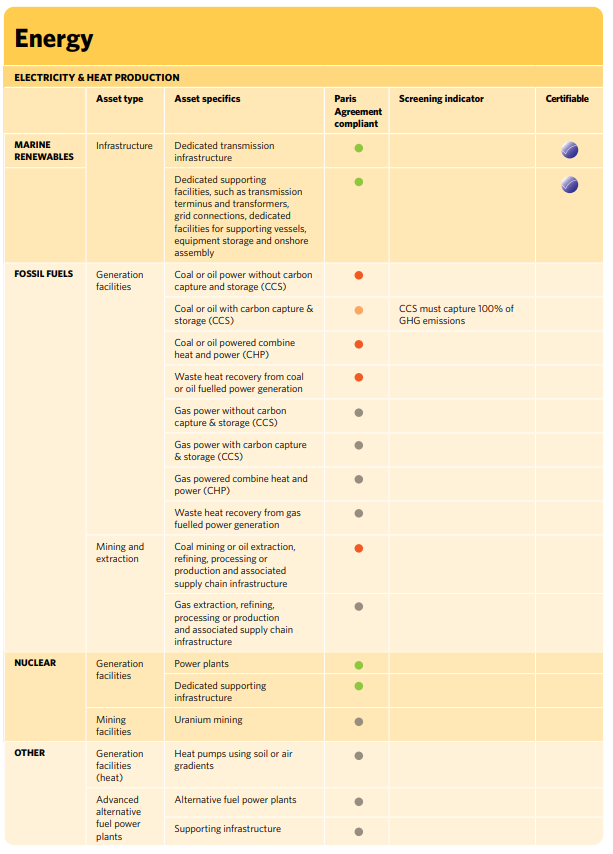 Energy
ELECTRICITY & HEAT PRODUCTION
Asset type
Asset specifics
Paris
Agreement
compliant
Screening indicator
Certifiable
MARINE
RENEWABLES
Infrastructure
Dedicated transmission
infrastructure
Dedicated supporting
facilities, such as transmission
terminus and transformers,
grid connections, dedicated
facilities for supporting vessels,
equipment storage and onshore
assembly
FOSSIL FUELS
Generation
facilities
Coal or oil power without carbon
capture and storage (CCS)
Coal or oil with carbon capture &
storage (CCS)
CCS must capture 100% of
GHG emissions
Coal or oil powered combine
heat and power (CHP)
Waste heat recovery from coal
or oil fuelled power generation
Gas power without carbon
capture & storage (CCS)
Gas power with carbon capture
& storage (CCS)
Gas powered combine heat and
power (CHP)
Waste heat recovery from gas
fuelled power generation
Mining and
extraction
Coal mining or oil extraction,
refining, processing or
production and associated
supply chain infrastructure
Gas extraction, refining,
processing or production
and associated supply chain
infrastructure
NUCLEAR
Generation
facilities
Power plants
Dedicated supporting
infrastructure
Mining
facilities
Uranium mining
OTHER
Generation
facilities
(heat)
Heat pumps using soil or air
gradients
Advanced
alternative
fuel power
plants
Alternative fuel power plants
Supporting infrastructure